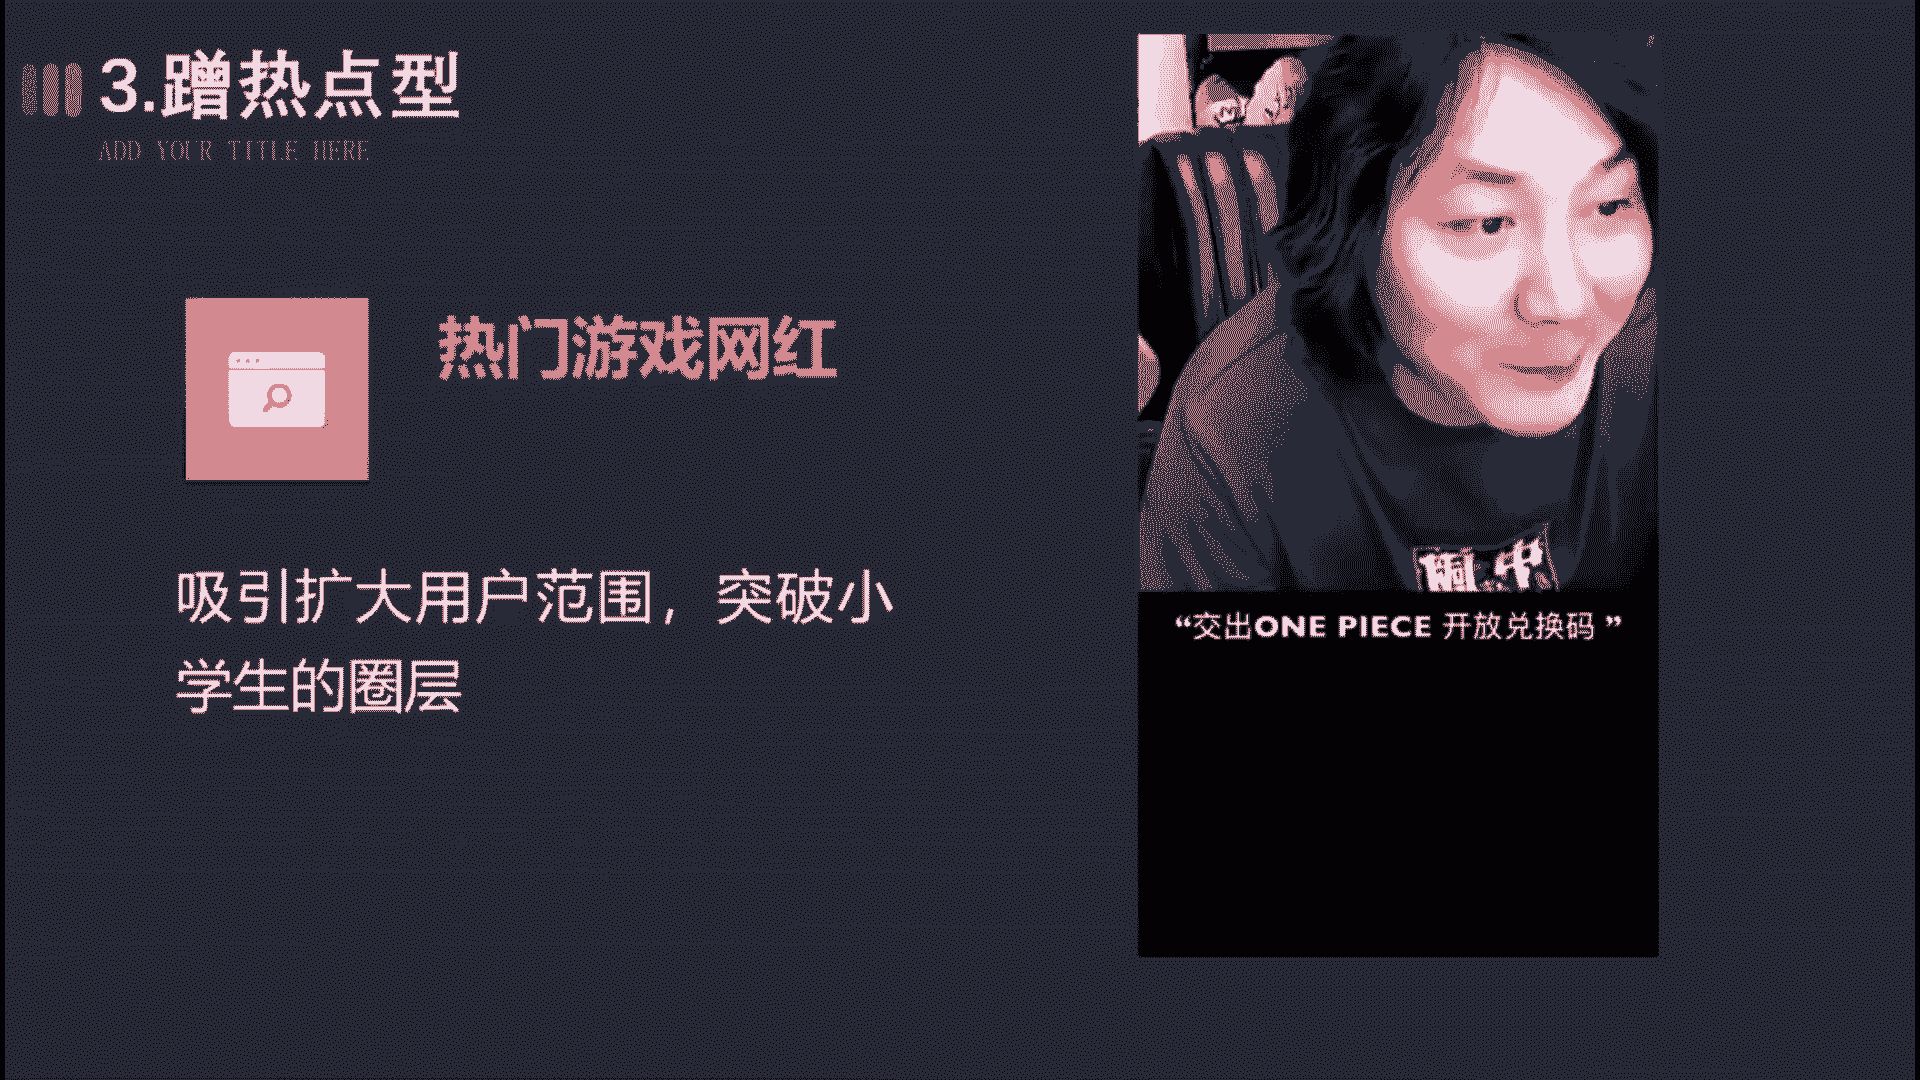 3.蹭热点型
ADD YOUR TITLE HERE
热门游戏网红
吸引扩大用户范围，突破小
学生的圈层
“交出ONE PIECE 开放兑换码 ”